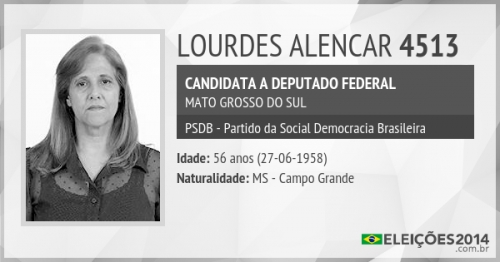 LOURDES ALENCAR 4513
CANDIDATA A DEPUTADO FEDERAL
MATO GROSSO DO SUL
PSDB - Partido da Social Democracia Brasileira
Idade: 56 anos (27-06-1958)
Naturalidade: MS - Campo Grande
ELEIÇÕES2014
.com.br